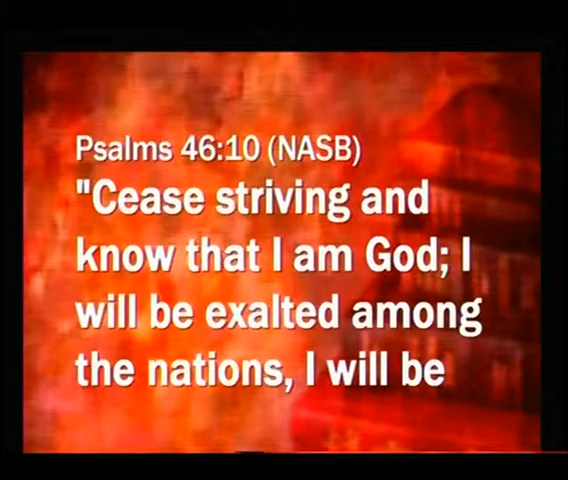 Psalms 46:10 (NASB)
"Cease striving and
know that I am God; I
will be exalted among
the nations, I will be